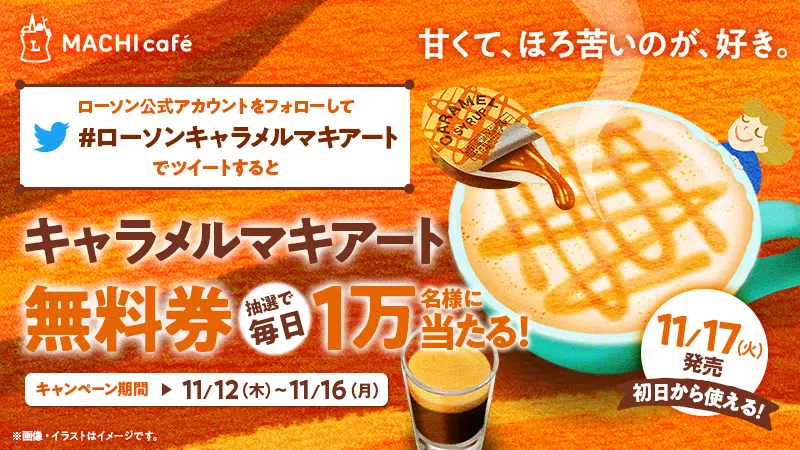 MACHI café
甘くて、ほろ苦いのが、好き。
ローソン公式アカウントをフォローして
#ローソンキャラメルマキアート
でツイートすると
CARAMEL
SYRUP
キャラメルマキアート
無料券 抽選で毎日 1万名様に当たる!
11/17(火)
発売
初日から使える!
キャンペーン期間 ▶ 11/12(木)~11/16(月)
※画像・イラストはイメージです。